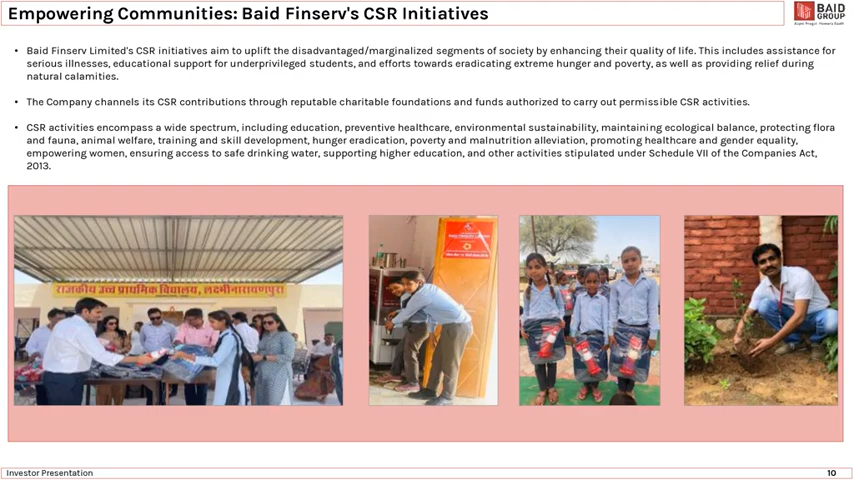 Empowering Communities: Baid Finserv's CSR Initiatives
BAID
GROUP
• Baid Finserv Limited's CSR initiatives aim to uplift the disadvantaged/marginalized segments of society by enhancing their quality of life. This includes assistance for
serious illnesses, educational support for underprivileged students, and efforts towards eradicating extreme hunger and poverty, as well as providing relief during
natural calamities.
• The Company channels its CSR contributions through reputable charitable foundations and funds authorized to carry out permissible CSR activities.
• CSR activities encompass a wide spectrum, including education, preventive healthcare, environmental sustainability, maintaining ecological balance, protecting flora
and fauna, animal welfare, training and skill development, hunger eradication, poverty and malnutrition alleviation, promoting healthcare and gender equality,
empowering women, ensuring access to safe drinking water, supporting higher education, and other activities stipulated under Schedule VII of the Companies Act,
2013.
राजकीय उच्च प्राथमिक विद्यालय, लक्ष्मीनारायणपुरा
Investor Presentation
10